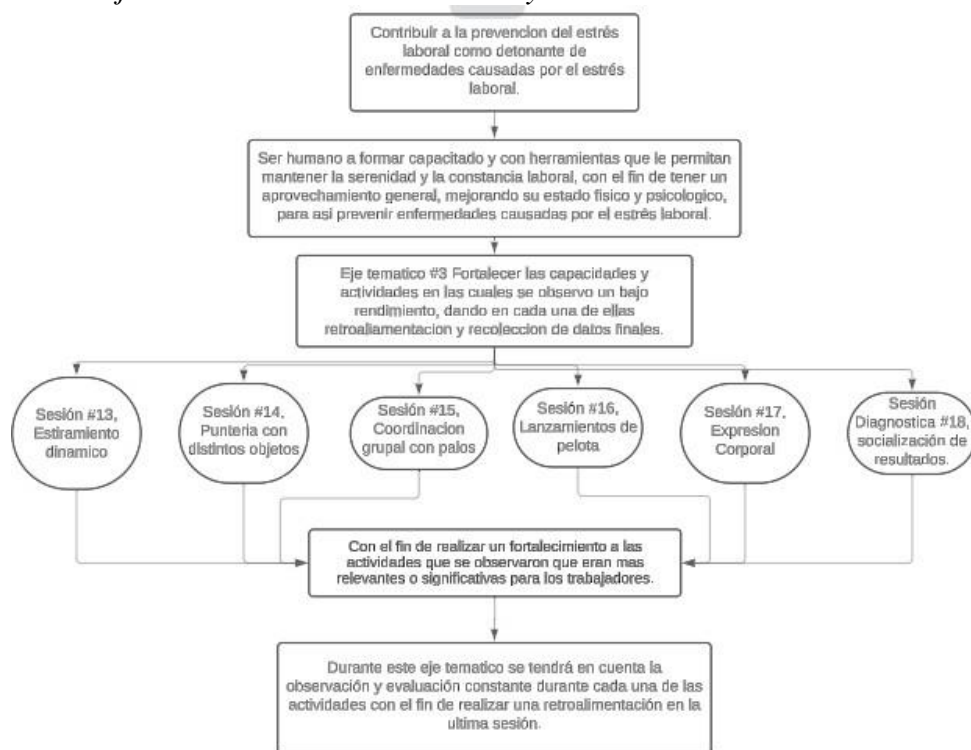 Contribuir a la prevencion del estrés
laboral como detonante de
enfermedades causadas por el estrés
laboral.
Ser humano a formar capacitado y con herramientas que le permitan
mantener la serenidad y la constancia laboral, con el fin de tener un
aprovechamiento general, mejorando su estado fisico y psicologico,
para asi prevenir enfermedades causadas por el estrés laboral.
Eje tematico #3 Fortalecer las capacidades y
actividades en las cuales se observo un bajo
rendimiento, dando en cada una de ellas
retroaliamentacion y recoleccion de datos finales.
Sesión #13,
Estiramiento
dinamico
Sesión #14,
Punteria con
distintos objetos
Sesión #15,
Coordinacion
grupal con palos
Sesión #16,
Lanzamientos de
pelota
Sesión #17,
Expresion
Corporal
Sesión
Diagnostica #18,
socialización de
resultados.
Con el fin de realizar un fortalecimiento a las
actividades que se observaron que eran mas
relevantes o significativas para los trabajadores.
Durante este eje tematico se tendrá en cuenta la
observación y evaluación constante durante cada una de las
actividades con el fin de realizar una retroalimentación en la
ultima sesión.